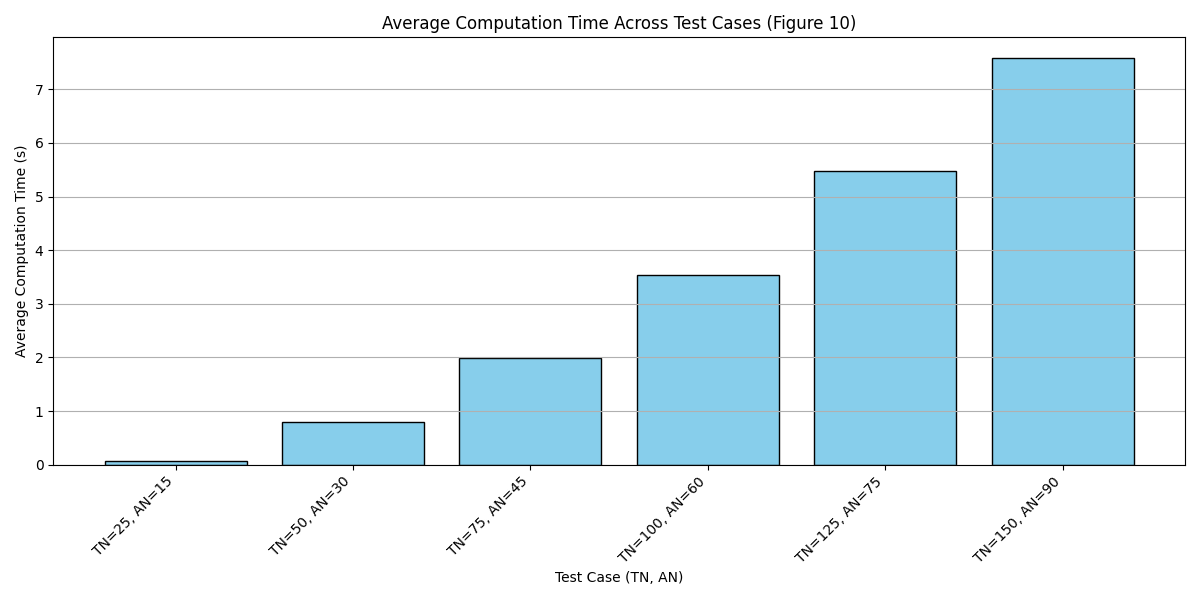 Average Computation Time Across Test Cases (Figure 10)
Average Computation Time (s)
7
6
5
4
3
2
1
0
TN=25, AN=15
TN=50, AN=30
TN=75, AN=45
TN=100, AN=60
TN=125, AN=75
TN=150, AN=90
Test Case (TN, AN)